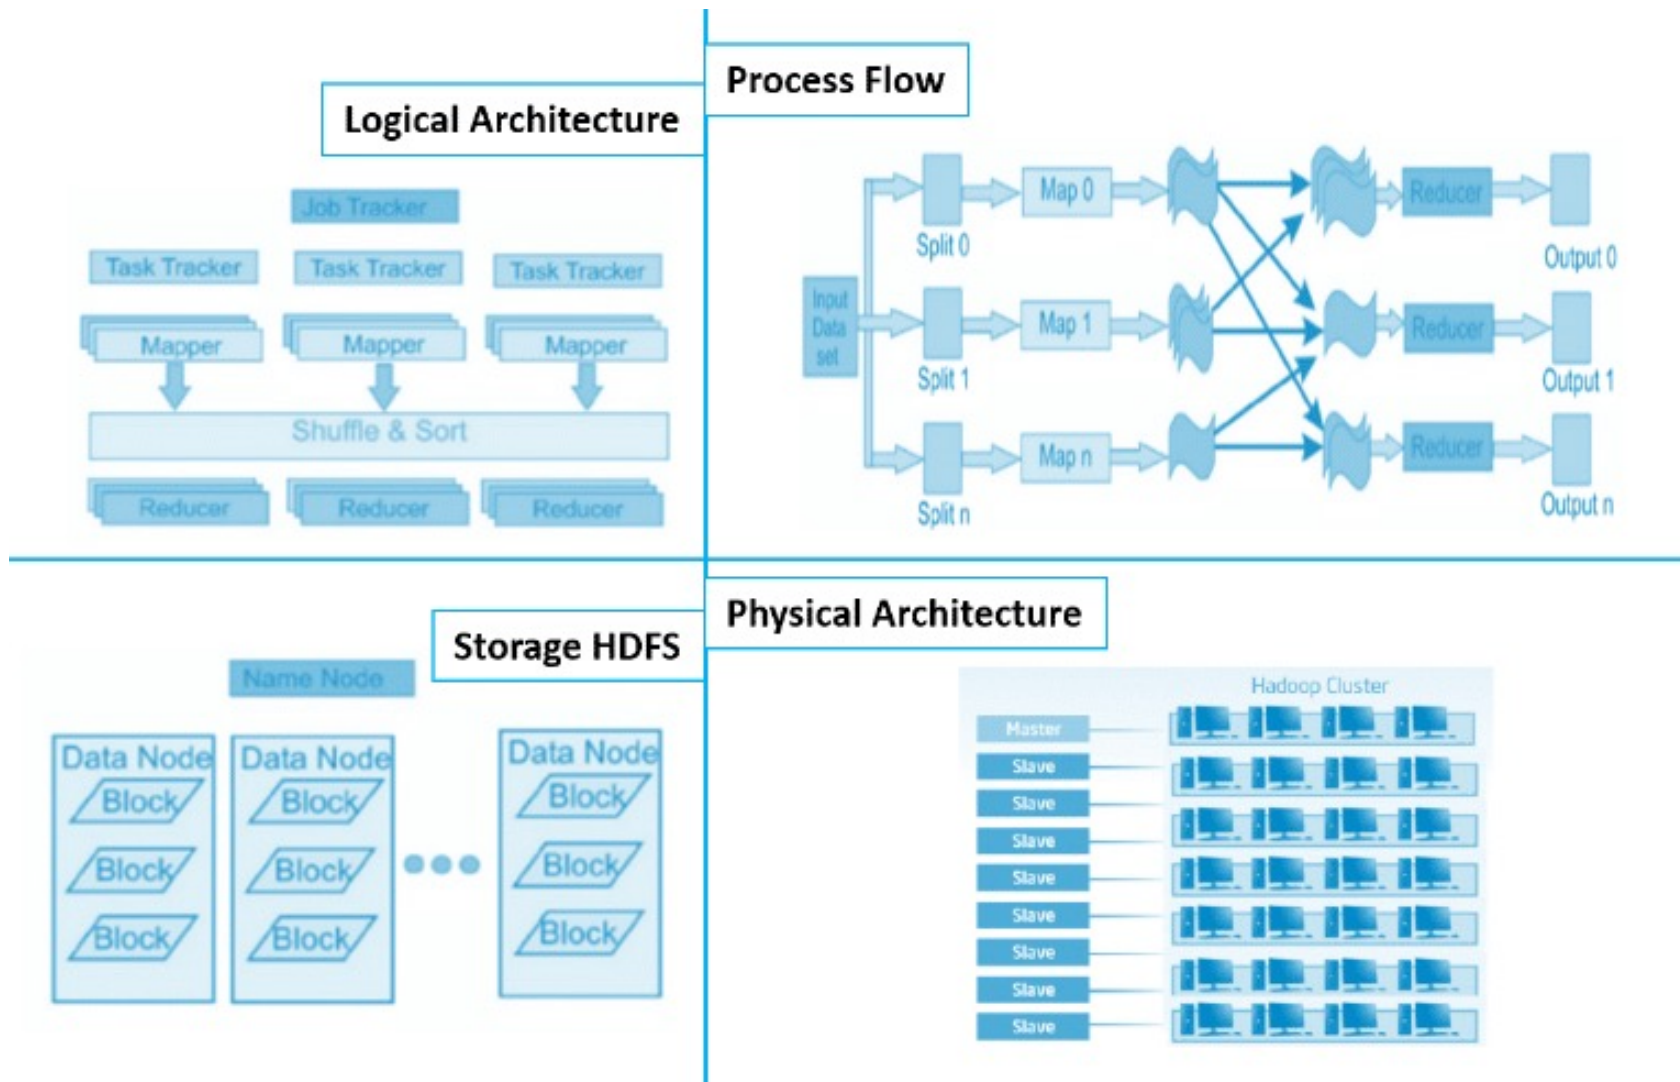 Logical Architecture
Job Tracker
Task Tracker
Task Tracker
Task Tracker
Mapper
Mapper
Mapper
Shuffle & Sort
Reducer
Reducer
Reducer
Process Flow
Input
Data
set
Split 0
Map 0
Reducer
Output 0
Split 1
Map 1
Reducer
Output 1
Split n
Map n
Reducer
Output n
Storage HDFS
Name Node
Data Node
Block
Block
Block
Data Node
Block
Block
Block
Data Node
Block
Block
Block
Physical Architecture
Hadoop Cluster
Master
Slave
Slave
Slave
Slave
Slave
Slave
Slave
Slave